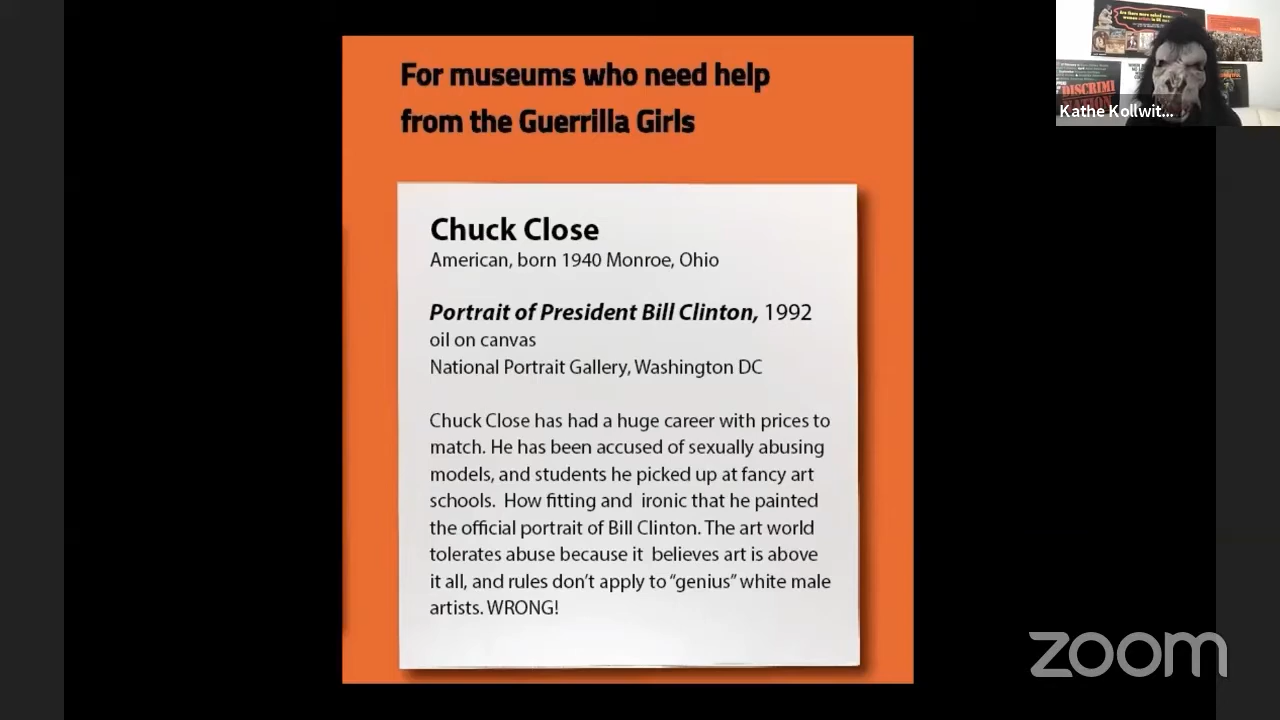 For museums who need help
from the Guerrilla Girls
Chuck Close
American, born 1940 Monroe, Ohio
Portrait of President Bill Clinton, 1992
oil on canvas
National Portrait Gallery, Washington DC
Chuck Close has had a huge career with prices to
match. He has been accused of sexually abusing
models, and students he picked up at fancy art
schools. How fitting and ironic that he painted
the official portrait of Bill Clinton. The art world
tolerates abuse because it believes art is above
it all, and rules don't apply to “genius” white male
artists. WRONG!
DISCRIMI
NATION
Kathe Kollwit...
zoom